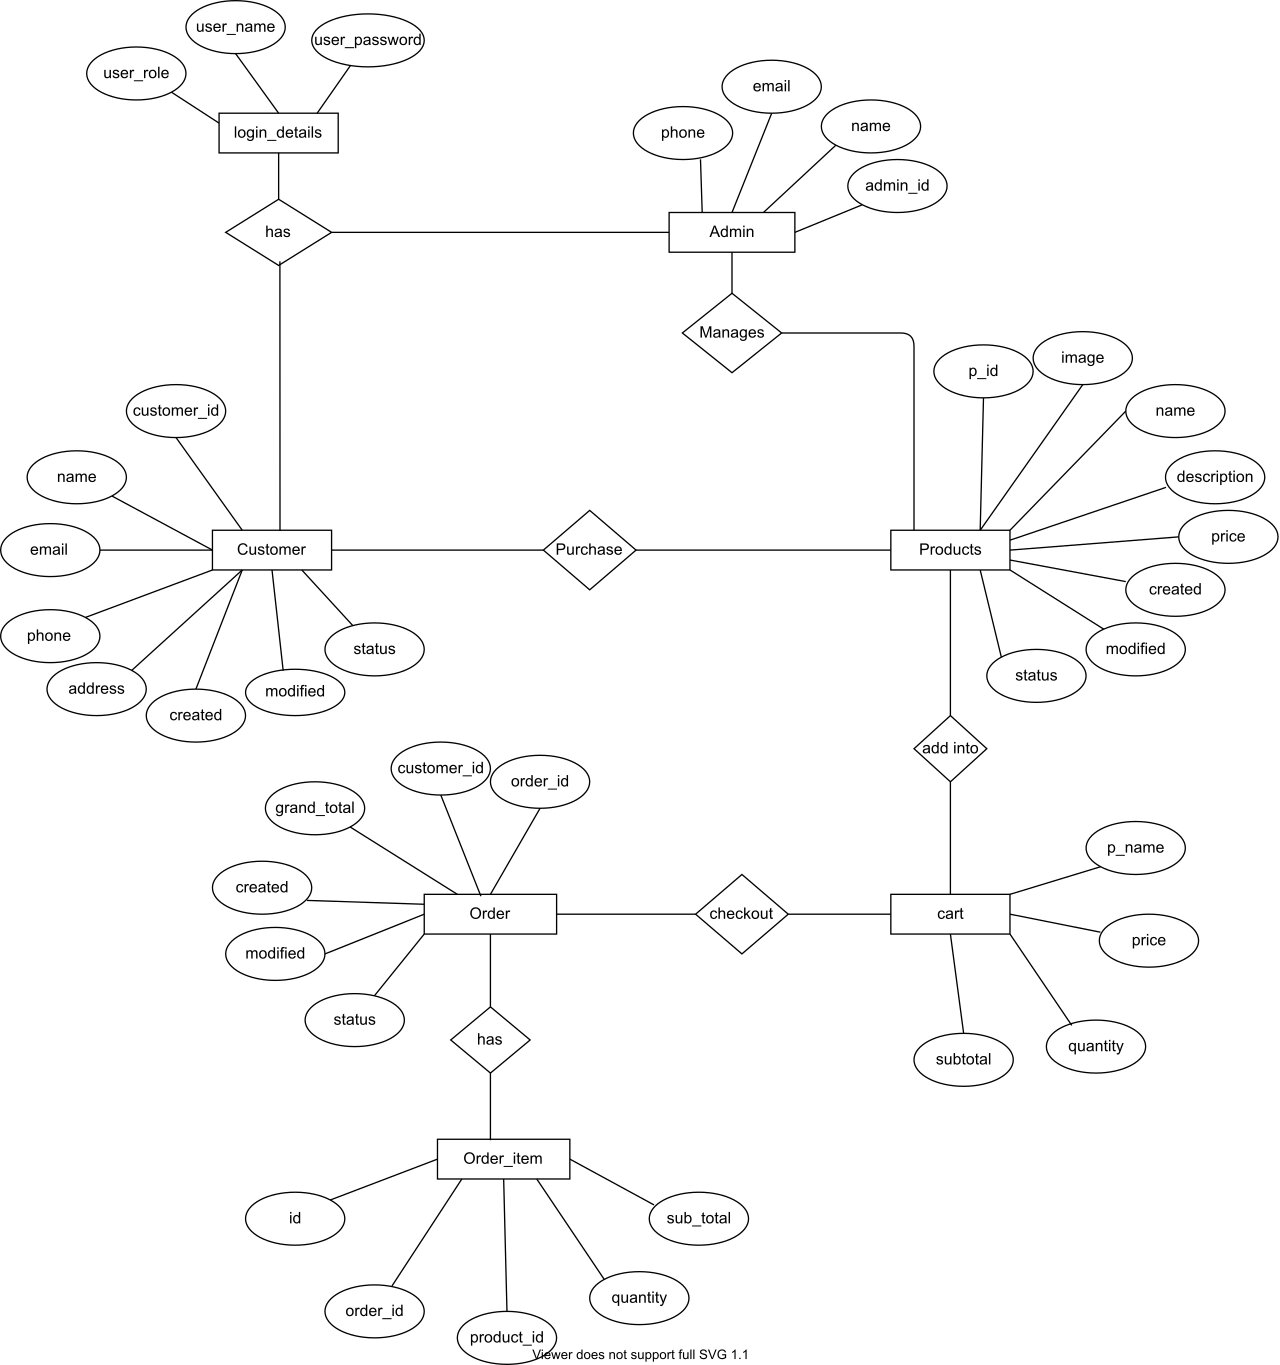 user_name
user_password
user_role
login_details
email
phone
name
admin_id
has
Admin
Manages
p_id
image
customer_id
name
name
description
price
email
Customer
Purchase
Products
created
phone
status
modified
address
modified
status
created
add into
customer_id
order_id
grand_total
p_name
created
Order
checkout
cart
price
modified
status
has
quantity
subtotal
Order_item
id
sub_total
order_id
quantity
product_id
Viewer does not support full SVG 1.1